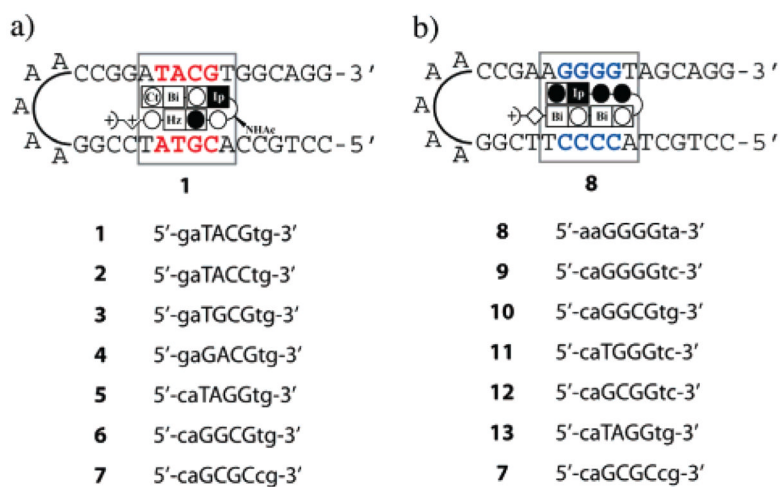 a)
A A CCGGATACGTGGCAGG-3′
A
A
A GGCCTATGCACCGTCC-5′
Ct Bi Ip
+ + Hz
NHAc
1
1 5′-gaTACGtg-3′
2 5′-gaTACCtg-3′
3 5′-gaTGCGtg-3′
4 5′-gaGACGtg-3′
5 5′-caTAGGtg-3′
6 5′-caGGCGtg-3′
7 5′-caGCGCcg-3′
b)
A A CCGAAGGGGTAGCAGG-3′
A
A
A GGCTTCCCCATCGTCC-5′
Ip
+ Bi Bi
8
8 5′-aaGGGGta-3′
9 5′-caGGGGtc-3′
10 5′-caGGCGtg-3′
11 5′-caTGGGtc-3′
12 5′-caGCGGtc-3′
13 5′-caTAGGtg-3′
7 5′-caGCGCcg-3′